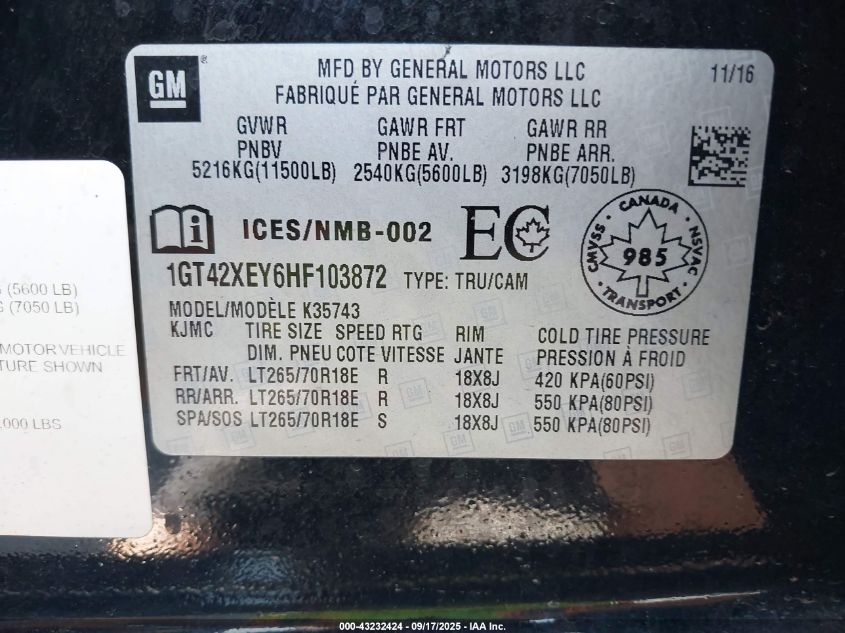 GM
MFD BY GENERAL MOTORS LLC
11/16
FABRIQUÉ PAR GENERAL MOTORS LLC
GVWR GAWR FRT GAWR RR
PNBV PNBE AV. PNBE ARR.
5216KG(11500LB) 2540KG(5600LB) 3198KG(7050LB)
ICES/NMB-002
EC
CANADA
CMVSS 985 NSVAC
TRANSPORT
1GT42XEY6HF103872 TYPE: TRU/CAM
MODEL/MODÈLE K35743
KJMC TIRE SIZE SPEED RTG RIM COLD TIRE PRESSURE
DIM. PNEU COTE VITESSE JANTE PRESSION À FROID
FRT/AV. LT265/70R18E R 18X8J 420 KPA(60PSI)
RR/ARR. LT265/70R18E R 18X8J 550 KPA(80PSI)
SPA/SOS LT265/70R18E S 18X8J 550 KPA(80PSI)
(5600 LB)
(7050 LB)
MOTOR VEHICLE
SHOWN
000 LBS
000-43232424 - 09/17/2025 - IAA Inc.